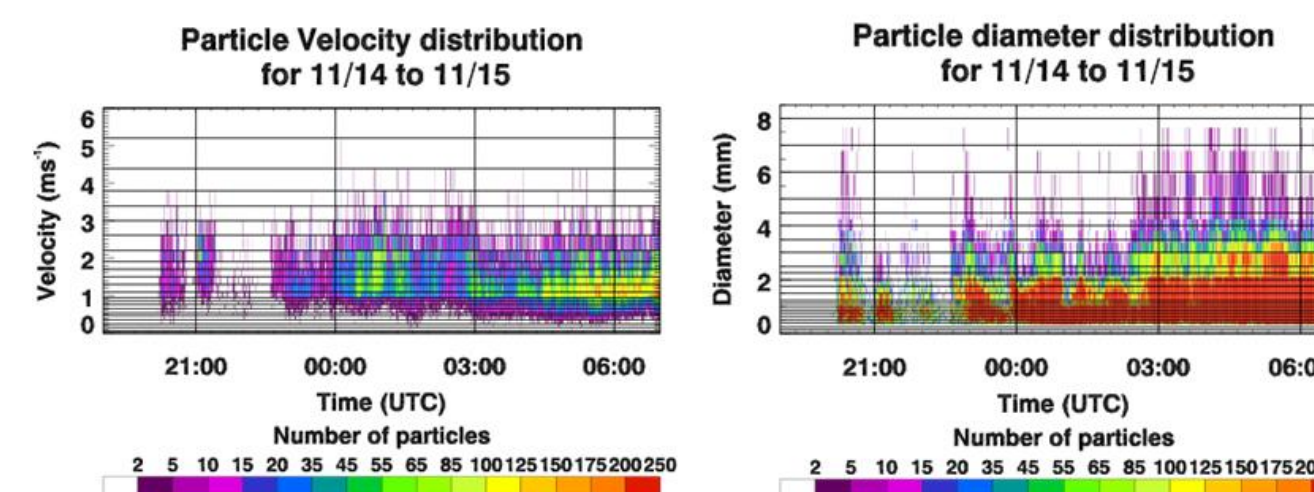 Particle Velocity distribution
for 11/14 to 11/15
6
5
4
3
2
1
0
Velocity (ms⁻¹)
21:00 00:00 03:00 06:00
Time (UTC)
Number of particles
2 5 10 15 20 35 45 55 65 85 100 125 150 175 200 250
Particle diameter distribution
for 11/14 to 11/15
8
6
4
2
0
Diameter (mm)
21:00 00:00 03:00 06:0
Time (UTC)
Number of particles
2 5 10 15 20 35 45 55 65 85 100 125 150 175 20